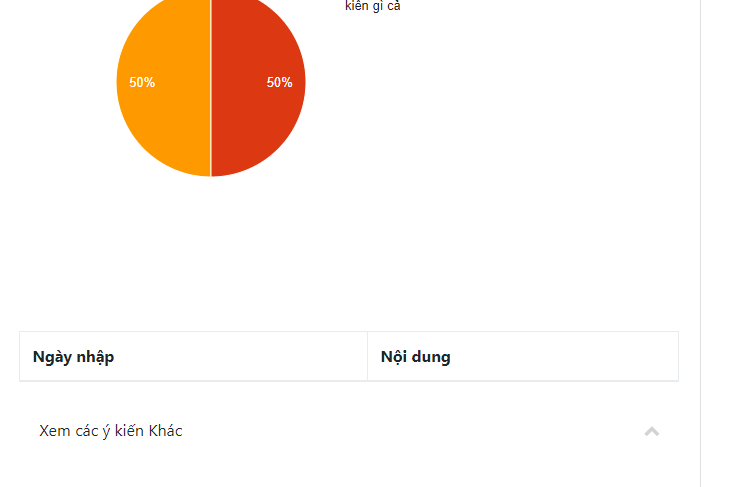 kiến gì cả
50%
50%
Ngày nhập
Nội dung
Xem các ý kiến Khác